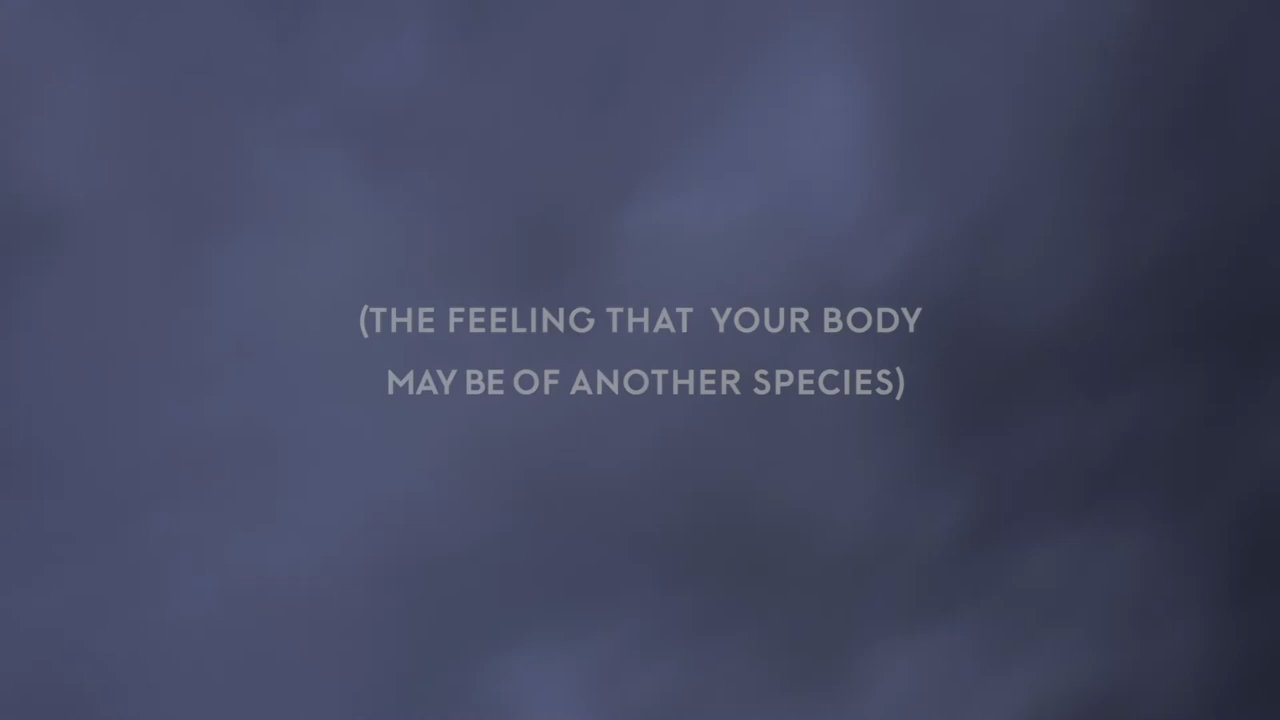 (THE FEELING THAT YOUR BODY
MAY BE OF ANOTHER SPECIES)